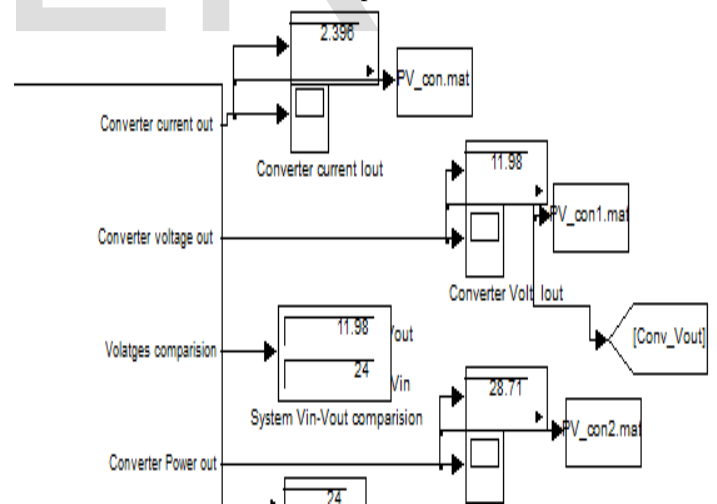 2.396
PV_con.mat
Converter current out
Converter current Iout
11.98
PV_con1.mat
Converter voltage out
Converter Volt Iout
[Conv_Vout]
11.98
Vout
Volatges comparision
24
Vin
System Vin-Vout comparision
28.71
PV_con2.mat
Converter Power out
24